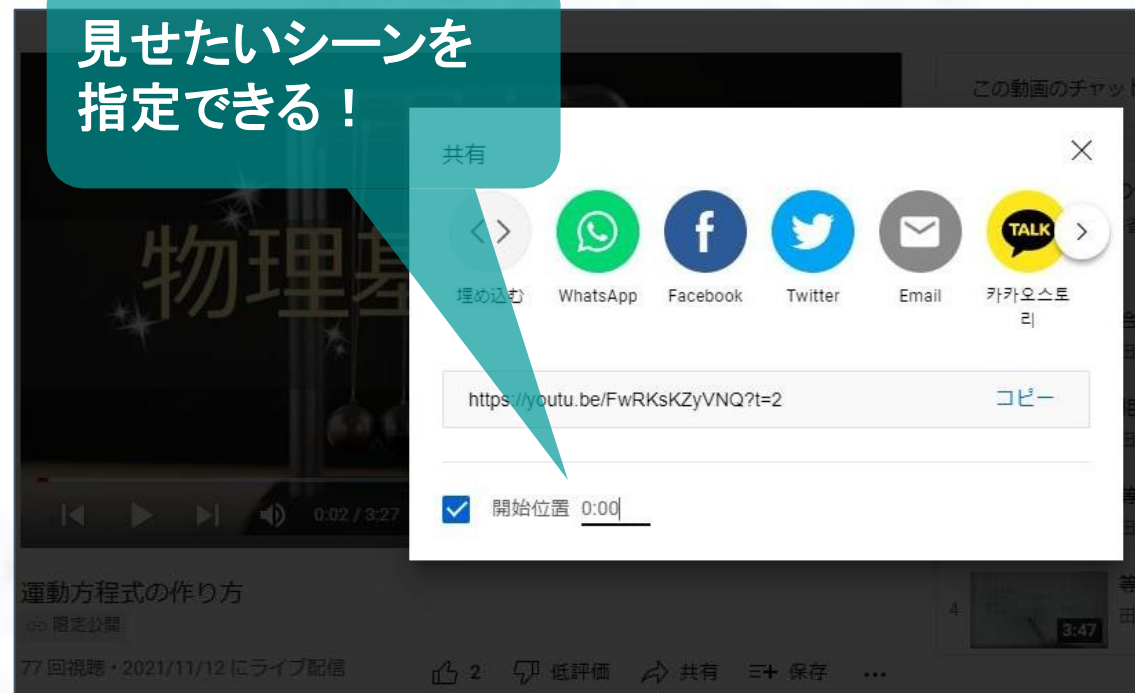 見せたいシーンを
指定できる！
この動画のチャット
共有
埋め込む
WhatsApp
Facebook
Twitter
Email
TALK
카카오스토
리
物理基
https://youtu.be/FwRKsKZyVNQ?t=2
コピー
開始位置 0:00
0:02 / 3:27
運動方程式の作り方
限定公開
77 回視聴・2021/11/12 にライブ配信
2 低評価 共有 保存
4
3:47
等
田